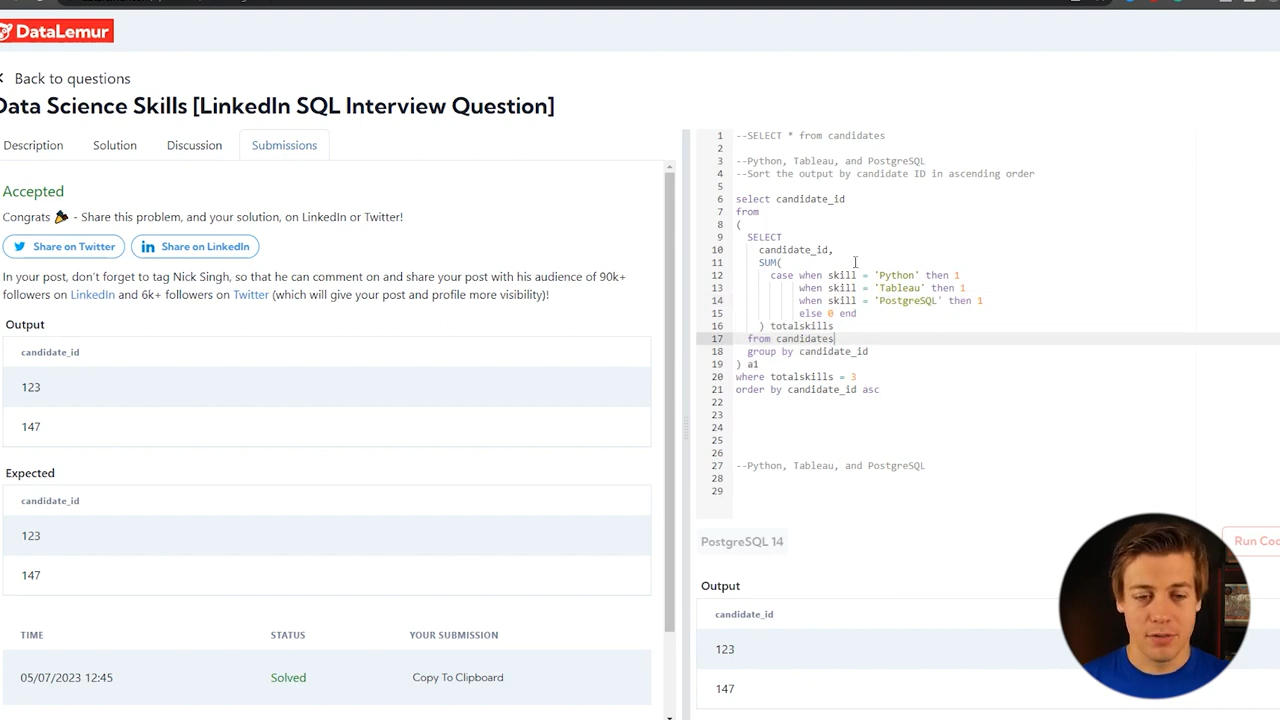 DataLemur
Back to questions
Data Science Skills [LinkedIn SQL Interview Question]
Description
Solution
Discussion
Submissions
Accepted
Congrats 🎉 - Share this problem, and your solution, on LinkedIn or Twitter!
Share on Twitter
Share on LinkedIn
In your post, don't forget to tag Nick Singh, so that he can comment on and share your post with his audience of 90k+
followers on LinkedIn and 6k+ followers on Twitter (which will give your post and profile more visibility)!
Output
candidate_id
123
147
Expected
candidate_id
123
147
TIME STATUS YOUR SUBMISSION
05/07/2023 12:45 Solved Copy To Clipboard
1 --SELECT * from candidates
2
3 --Python, Tableau, and PostgreSQL
4 --Sort the output by candidate ID in ascending order
5
6 select candidate_id
7 from
8 (
9 SELECT
10 candidate_id,
11 SUM(
12 case when skill = 'Python' then 1
13 when skill = 'Tableau' then 1
14 when skill = 'PostgreSQL' then 1
15 else 0 end
16 ) totalskills
17 from candidates
18 group by candidate_id
19 ) a1
20 where totalskills = 3
21 order by candidate_id asc
22
23
24
25
26
27 --Python, Tableau, and PostgreSQL
28
29
PostgreSQL 14
Run Co
Output
candidate_id
123
147